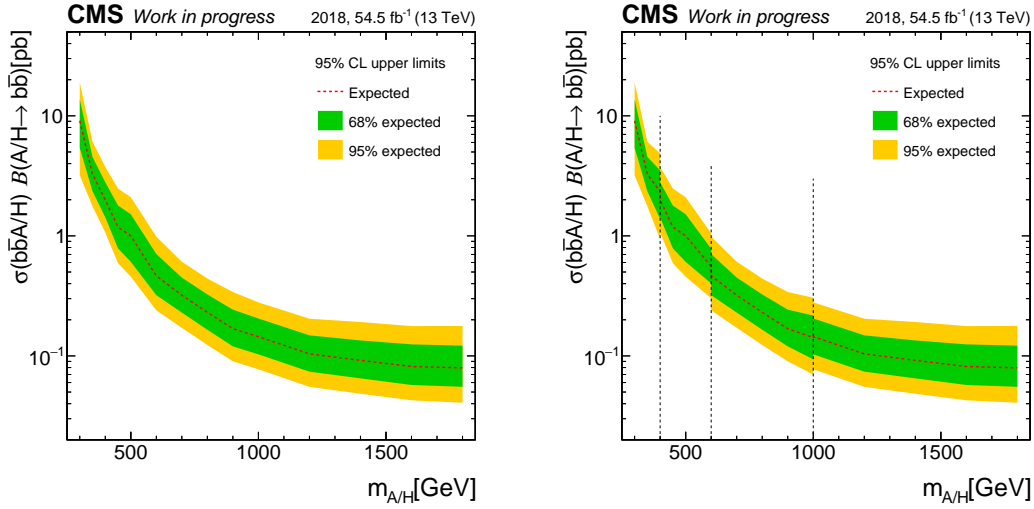 CMS Work in progress 2018, 54.5 fb⁻¹ (13 TeV)
σ(bb̅A/H) B(A/H→ bb̅)[pb]
95% CL upper limits
Expected
68% expected
95% expected
10
1
10⁻¹
500 1000 1500
m_A/H[GeV]
CMS Work in progress 2018, 54.5 fb⁻¹ (13 TeV)
σ(bb̅A/H) B(A/H→ bb̅)[pb]
95% CL upper limits
Expected
68% expected
95% expected
10
1
10⁻¹
500 1000 1500
m_A/H[GeV]